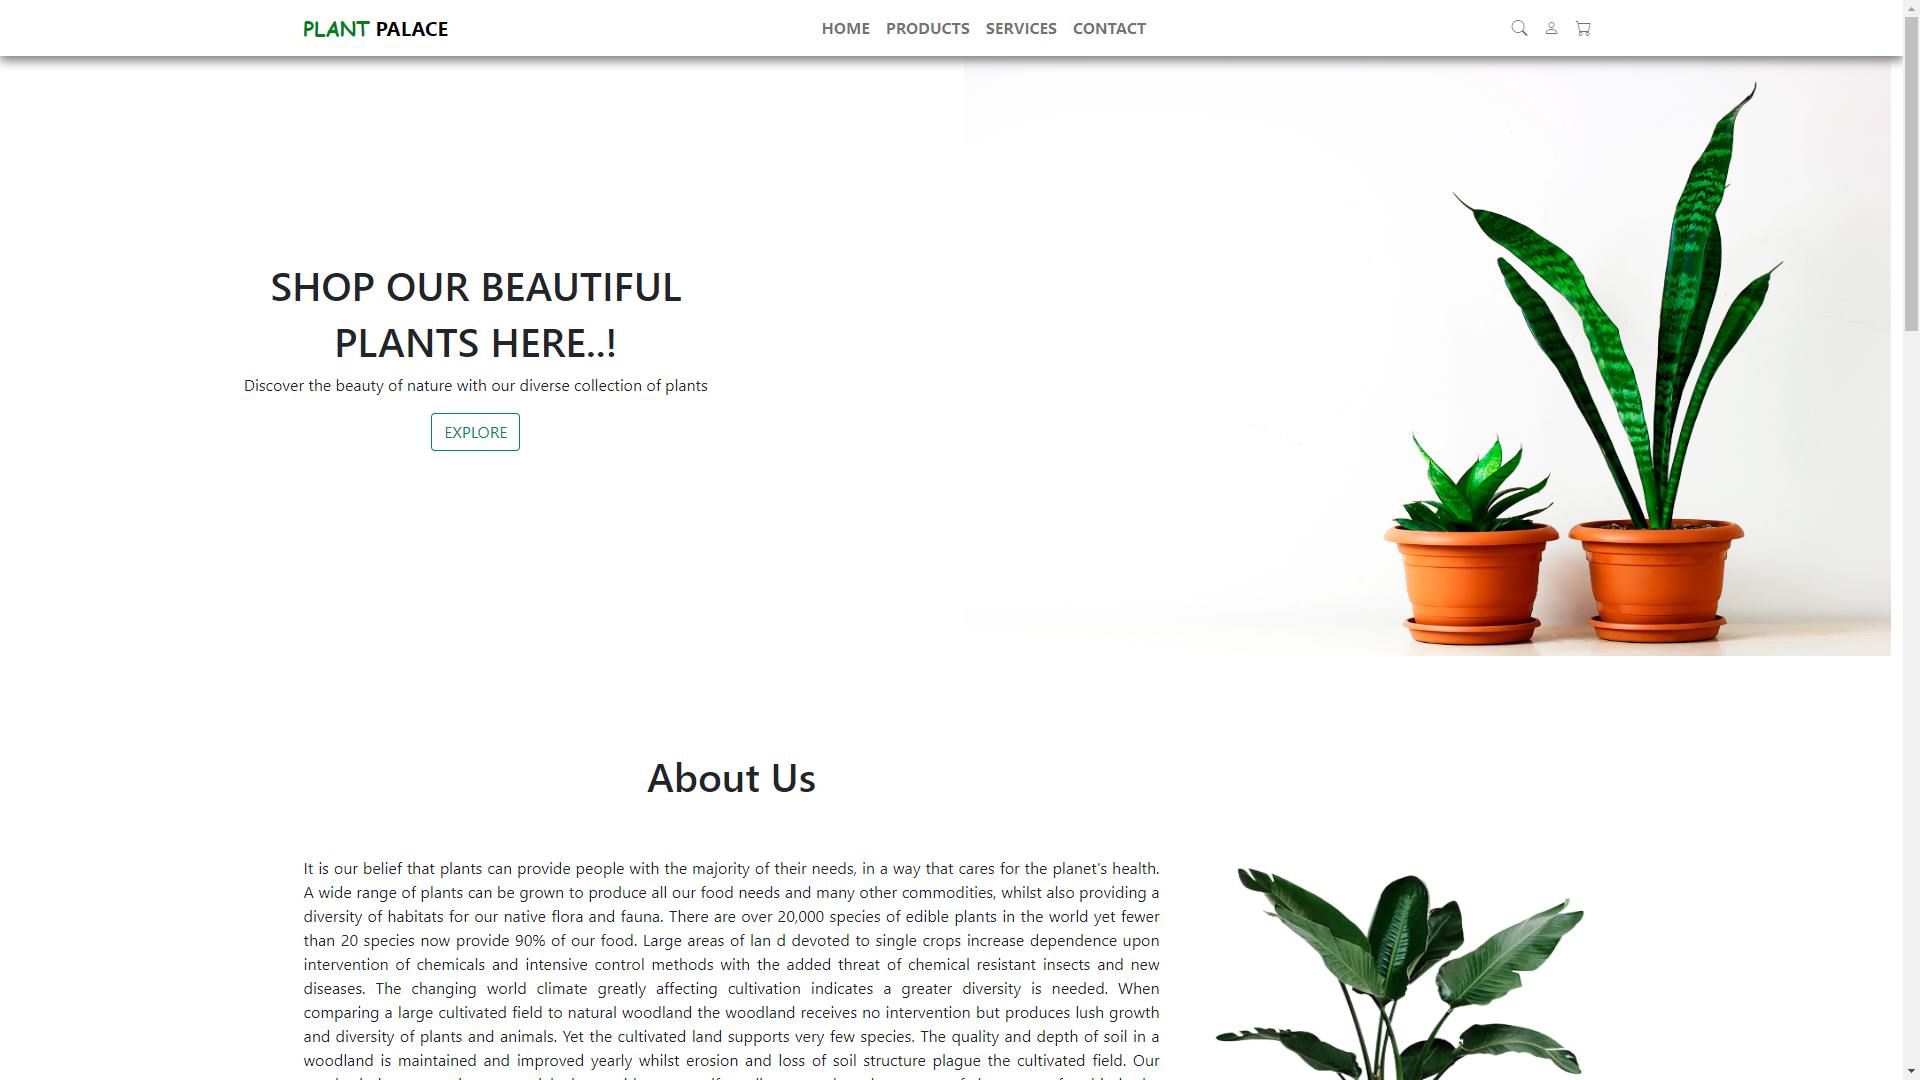 PLANT PALACE
HOME PRODUCTS SERVICES CONTACT
SHOP OUR BEAUTIFUL
PLANTS HERE..!
Discover the beauty of nature with our diverse collection of plants
EXPLORE
About Us
It is our belief that plants can provide people with the majority of their needs, in a way that cares for the planet's health.
A wide range of plants can be grown to produce all our food needs and many other commodities, whilst also providing a
diversity of habitats for our native flora and fauna. There are over 20,000 species of edible plants in the world yet fewer
than 20 species now provide 90% of our food. Large areas of lan d devoted to single crops increase dependence upon
intervention of chemicals and intensive control methods with the added threat of chemical resistant insects and new
diseases. The changing world climate greatly affecting cultivation indicates a greater diversity is needed. When
comparing a large cultivated field to natural woodland the woodland receives no intervention but produces lush growth
and diversity of plants and animals. Yet the cultivated land supports very few species. The quality and depth of soil in a
woodland is maintained and improved yearly whilst erosion and loss of soil structure plague the cultivated field. Our